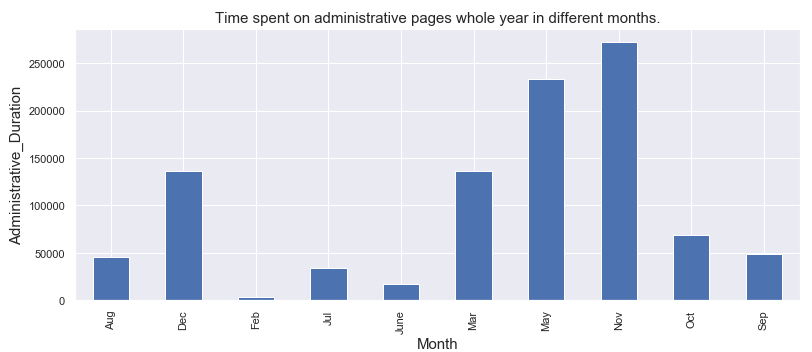 Time spent on administrative pages whole year in different months.
Administrative_Duration
250000
200000
150000
100000
50000
0
Aug
Dec
Feb
Jul
June
Mar
May
Nov
Oct
Sep
Month